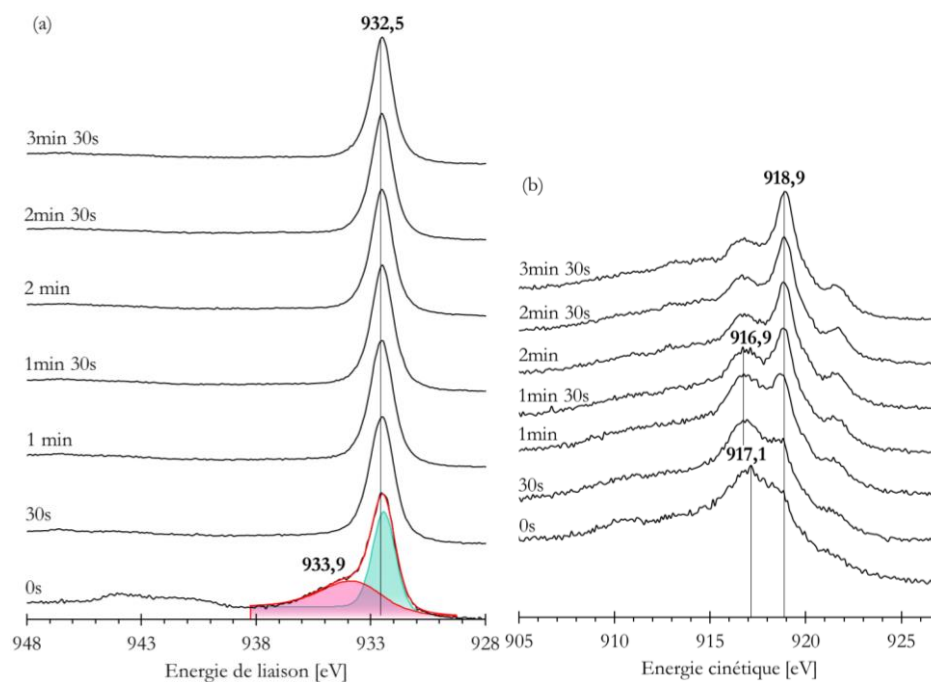 (a)
932,5
3min 30s
2min 30s
2 min
1min 30s
1 min
30s
933,9
0s
948
943
938
933
928
Energie de liaison [eV]
(b)
918,9
3min 30s
2min 30s
2min
916,9
1min 30s
1min
917,1
30s
0s
905
910
915
920
925
Energie cinétique [eV]